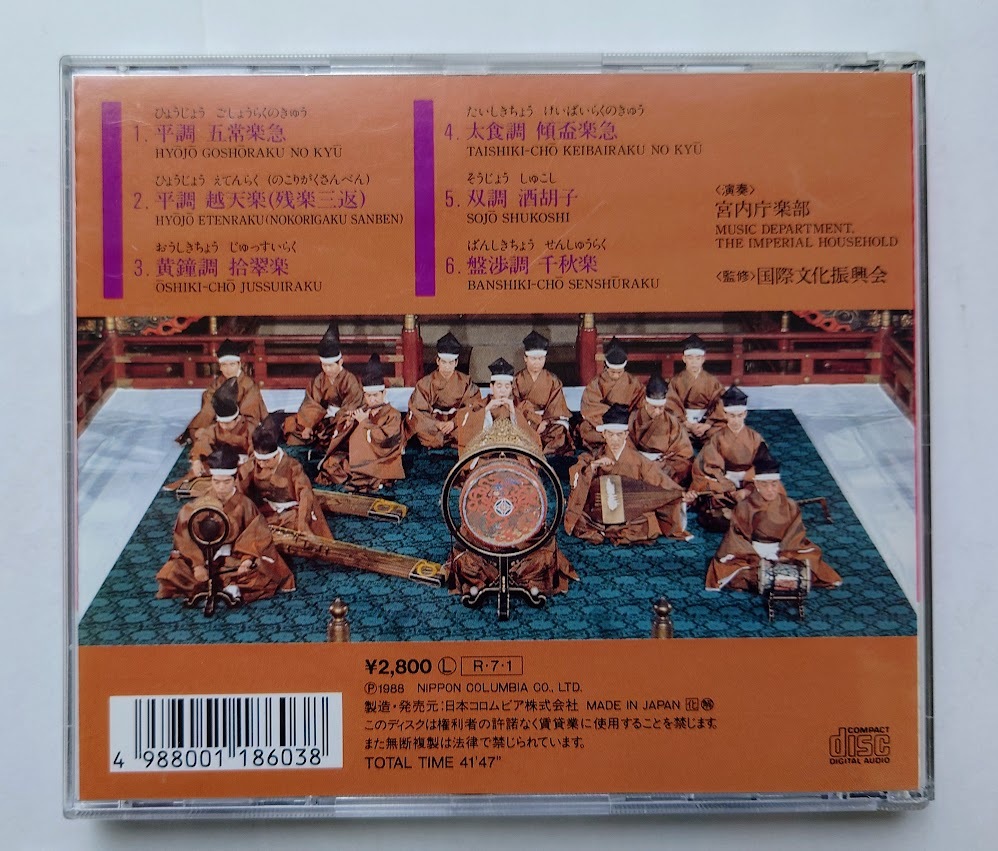 ひょうじょう ごしょうらくのきゅう
1. 平調 五常楽急
HYŌJŌ GOSHŌRAKU NO KYŪ
ひょうじょう えてんらく (のこりがくさんぺん)
2. 平調 越天楽(残楽三返)
HYŌJŌ ETENRAKU(NOKORIGAKU SANBEN)
おうしきちょう じゅっすいらく
3. 黄鐘調 拾翠楽
ŌSHIKI-CHŌ JUSSUIRAKU
たいしきちょう けいばいらくのきゅう
4. 太食調 傾盃楽急
TAISHIKI-CHŌ KEIBAIRAKU NO KYŪ
そうじょう しゅこし
5. 双調 酒胡子
SOJŌ SHUKOSHI
ばんしきちょう せんしゅうらく
6. 盤渉調 千秋楽
BANSHIKI-CHŌ SENSHŪRAKU
〈演奏〉
宮内庁楽部
MUSIC DEPARTMENT,
THE IMPERIAL HOUSEHOLD
〈監修〉国際文化振興会
¥2,800 Ⓛ R・7・1
Ⓟ1988 NIPPON COLUMBIA CO., LTD.
製造・発売元:日本コロムビア株式会社 MADE IN JAPAN
このディスクは権利者の許諾なく賃貸業に使用することを禁じます。
また無断複製は法律で禁じられています。
TOTAL TIME 41'47"
4 988001 186038
COMPACT
disc
DIGITAL AUDIO